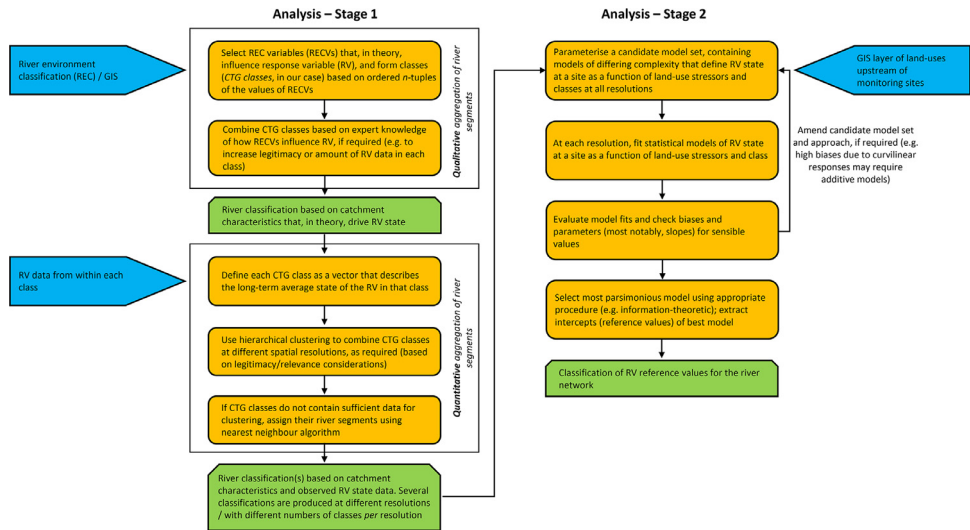 Analysis – Stage 1
River environment
classification (REC) / GIS
Select REC variables (RECVs) that, in theory,
influence response variable (RV), and form classes
(CTG classes, in our case) based on ordered n-tuples
of the values of RECVs
Combine CTG classes based on expert knowledge
of how RECVs influence RV, if required (e.g. to
increase legitimacy or amount of RV data in each
class)
Qualitative aggregation of river
segments
River classification based on catchment
characteristics that, in theory, drive RV state
RV data from within each
class
Define each CTG class as a vector that describes
the long-term average state of the RV in that class
Use hierarchical clustering to combine CTG classes
at different spatial resolutions, as required (based
on legitimacy/relevance considerations)
If CTG classes do not contain sufficient data for
clustering, assign their river segments using
nearest neighbour algorithm
Quantitative aggregation of river
segments
River classification(s) based on catchment
characteristics and observed RV state data. Several
classifications are produced at different resolutions
/ with different numbers of classes per resolution
Analysis – Stage 2
Parameterise a candidate model set, containing
models of differing complexity that define RV state
at a site as a function of land-use stressors and
classes at all resolutions
GIS layer of land-uses
upstream of
monitoring sites
At each resolution, fit statistical models of RV state
at a site as a function of land-use stressors and class
Amend candidate model set
and approach, if required (e.g.
high biases due to curvilinear
responses may require
additive models)
Evaluate model fits and check biases and
parameters (most notably, slopes) for sensible
values
Select most parsimonious model using appropriate
procedure (e.g. information-theoretic); extract
intercepts (reference values) of best model
Classification of RV reference values for the river
network